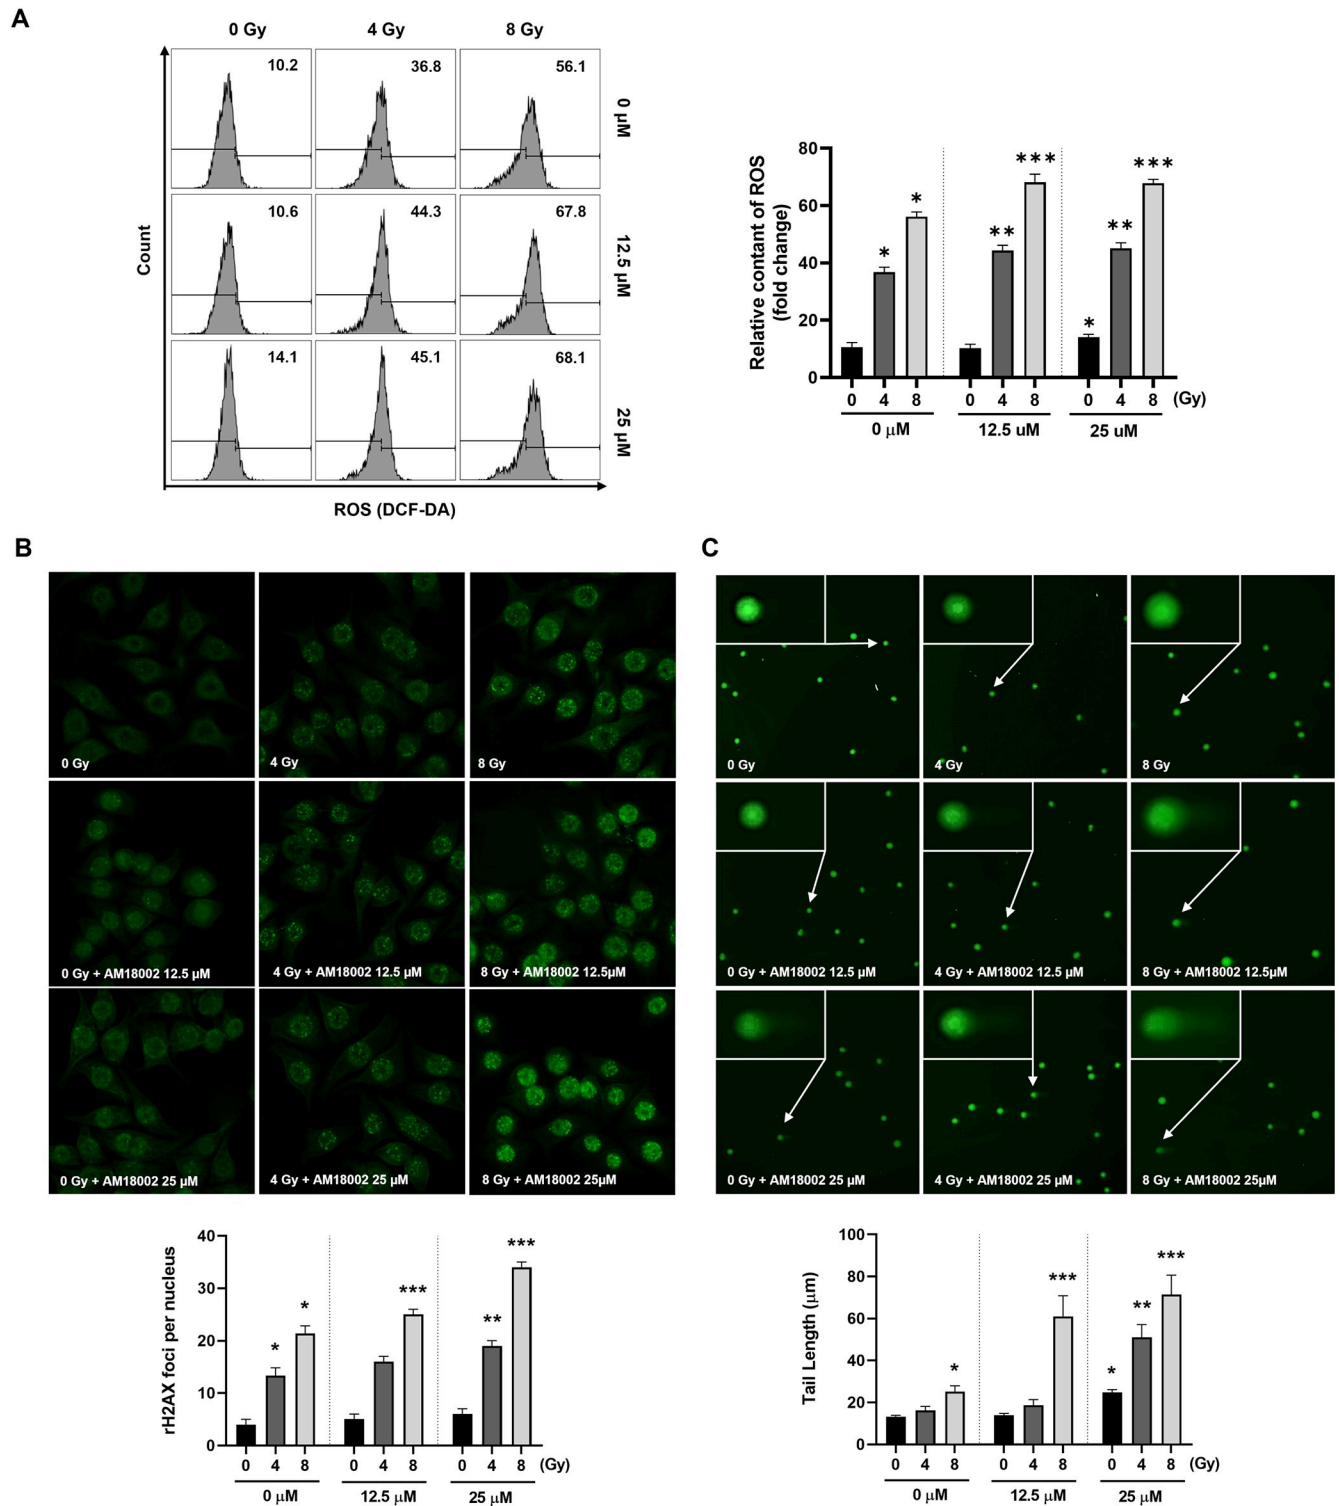 A
0 Gy 4 Gy 8 Gy
10.2 36.8 56.1
0 μM
10.6 44.3 67.8
12.5 μM
14.1 45.1 68.1
25 μM
Count
ROS (DCF-DA)
Relative contant of ROS
(fold change)
80
60
40
20
0
* * ** *** * ** ***
0 4 8 0 4 8 0 4 8 (Gy)
0 μM 12.5 uM 25 uM
B
0 Gy 4 Gy 8 Gy
0 Gy + AM18002 12.5 μM 4 Gy + AM18002 12.5 μM 8 Gy + AM18002 12.5μM
0 Gy + AM18002 25 μM 4 Gy + AM18002 25 μM 8 Gy + AM18002 25μM
rH2AX foci per nucleus
40
30
20
10
0
* * *** ** ***
0 4 8 0 4 8 0 4 8 (Gy)
0 μM 12.5 μM 25 μM
C
0 Gy 4 Gy 8 Gy
0 Gy + AM18002 12.5 μM 4 Gy + AM18002 12.5 μM 8 Gy + AM18002 12.5μM
0 Gy + AM18002 25 μM 4 Gy + AM18002 25 μM 8 Gy + AM18002 25μM
Tail Length (μm)
100
80
60
40
20
0
* *** * ** ***
0 4 8 0 4 8 0 4 8 (Gy)
0 μM 12.5 μM 25 μM